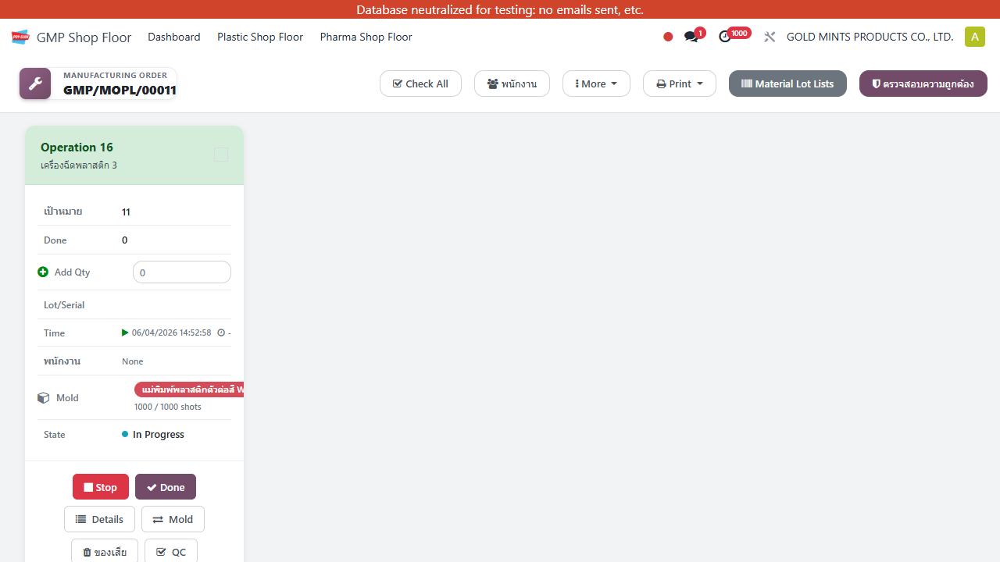 Database neutralized for testing: no emails sent, etc.
GMP Shop Floor Dashboard Plastic Shop Floor Pharma Shop Floor 1 1000 GOLD MINTS PRODUCTS CO., LTD. A
MANUFACTURING ORDER
GMP/MOPL/00011
Check All พนักงาน More Print Material Lot Lists ตรวจสอบความถูกต้อง
Operation 16
เครื่องฉีดพลาสติก 3
เป้าหมาย 11
Done 0
Add Qty 0
Lot/Serial
Time 06/04/2026 14:52:58 -
พนักงาน None
Mold แม่พิมพ์พลาสติกตัวต่อสี W
1000 / 1000 shots
State In Progress
Stop Done
Details Mold
ของเสีย QC